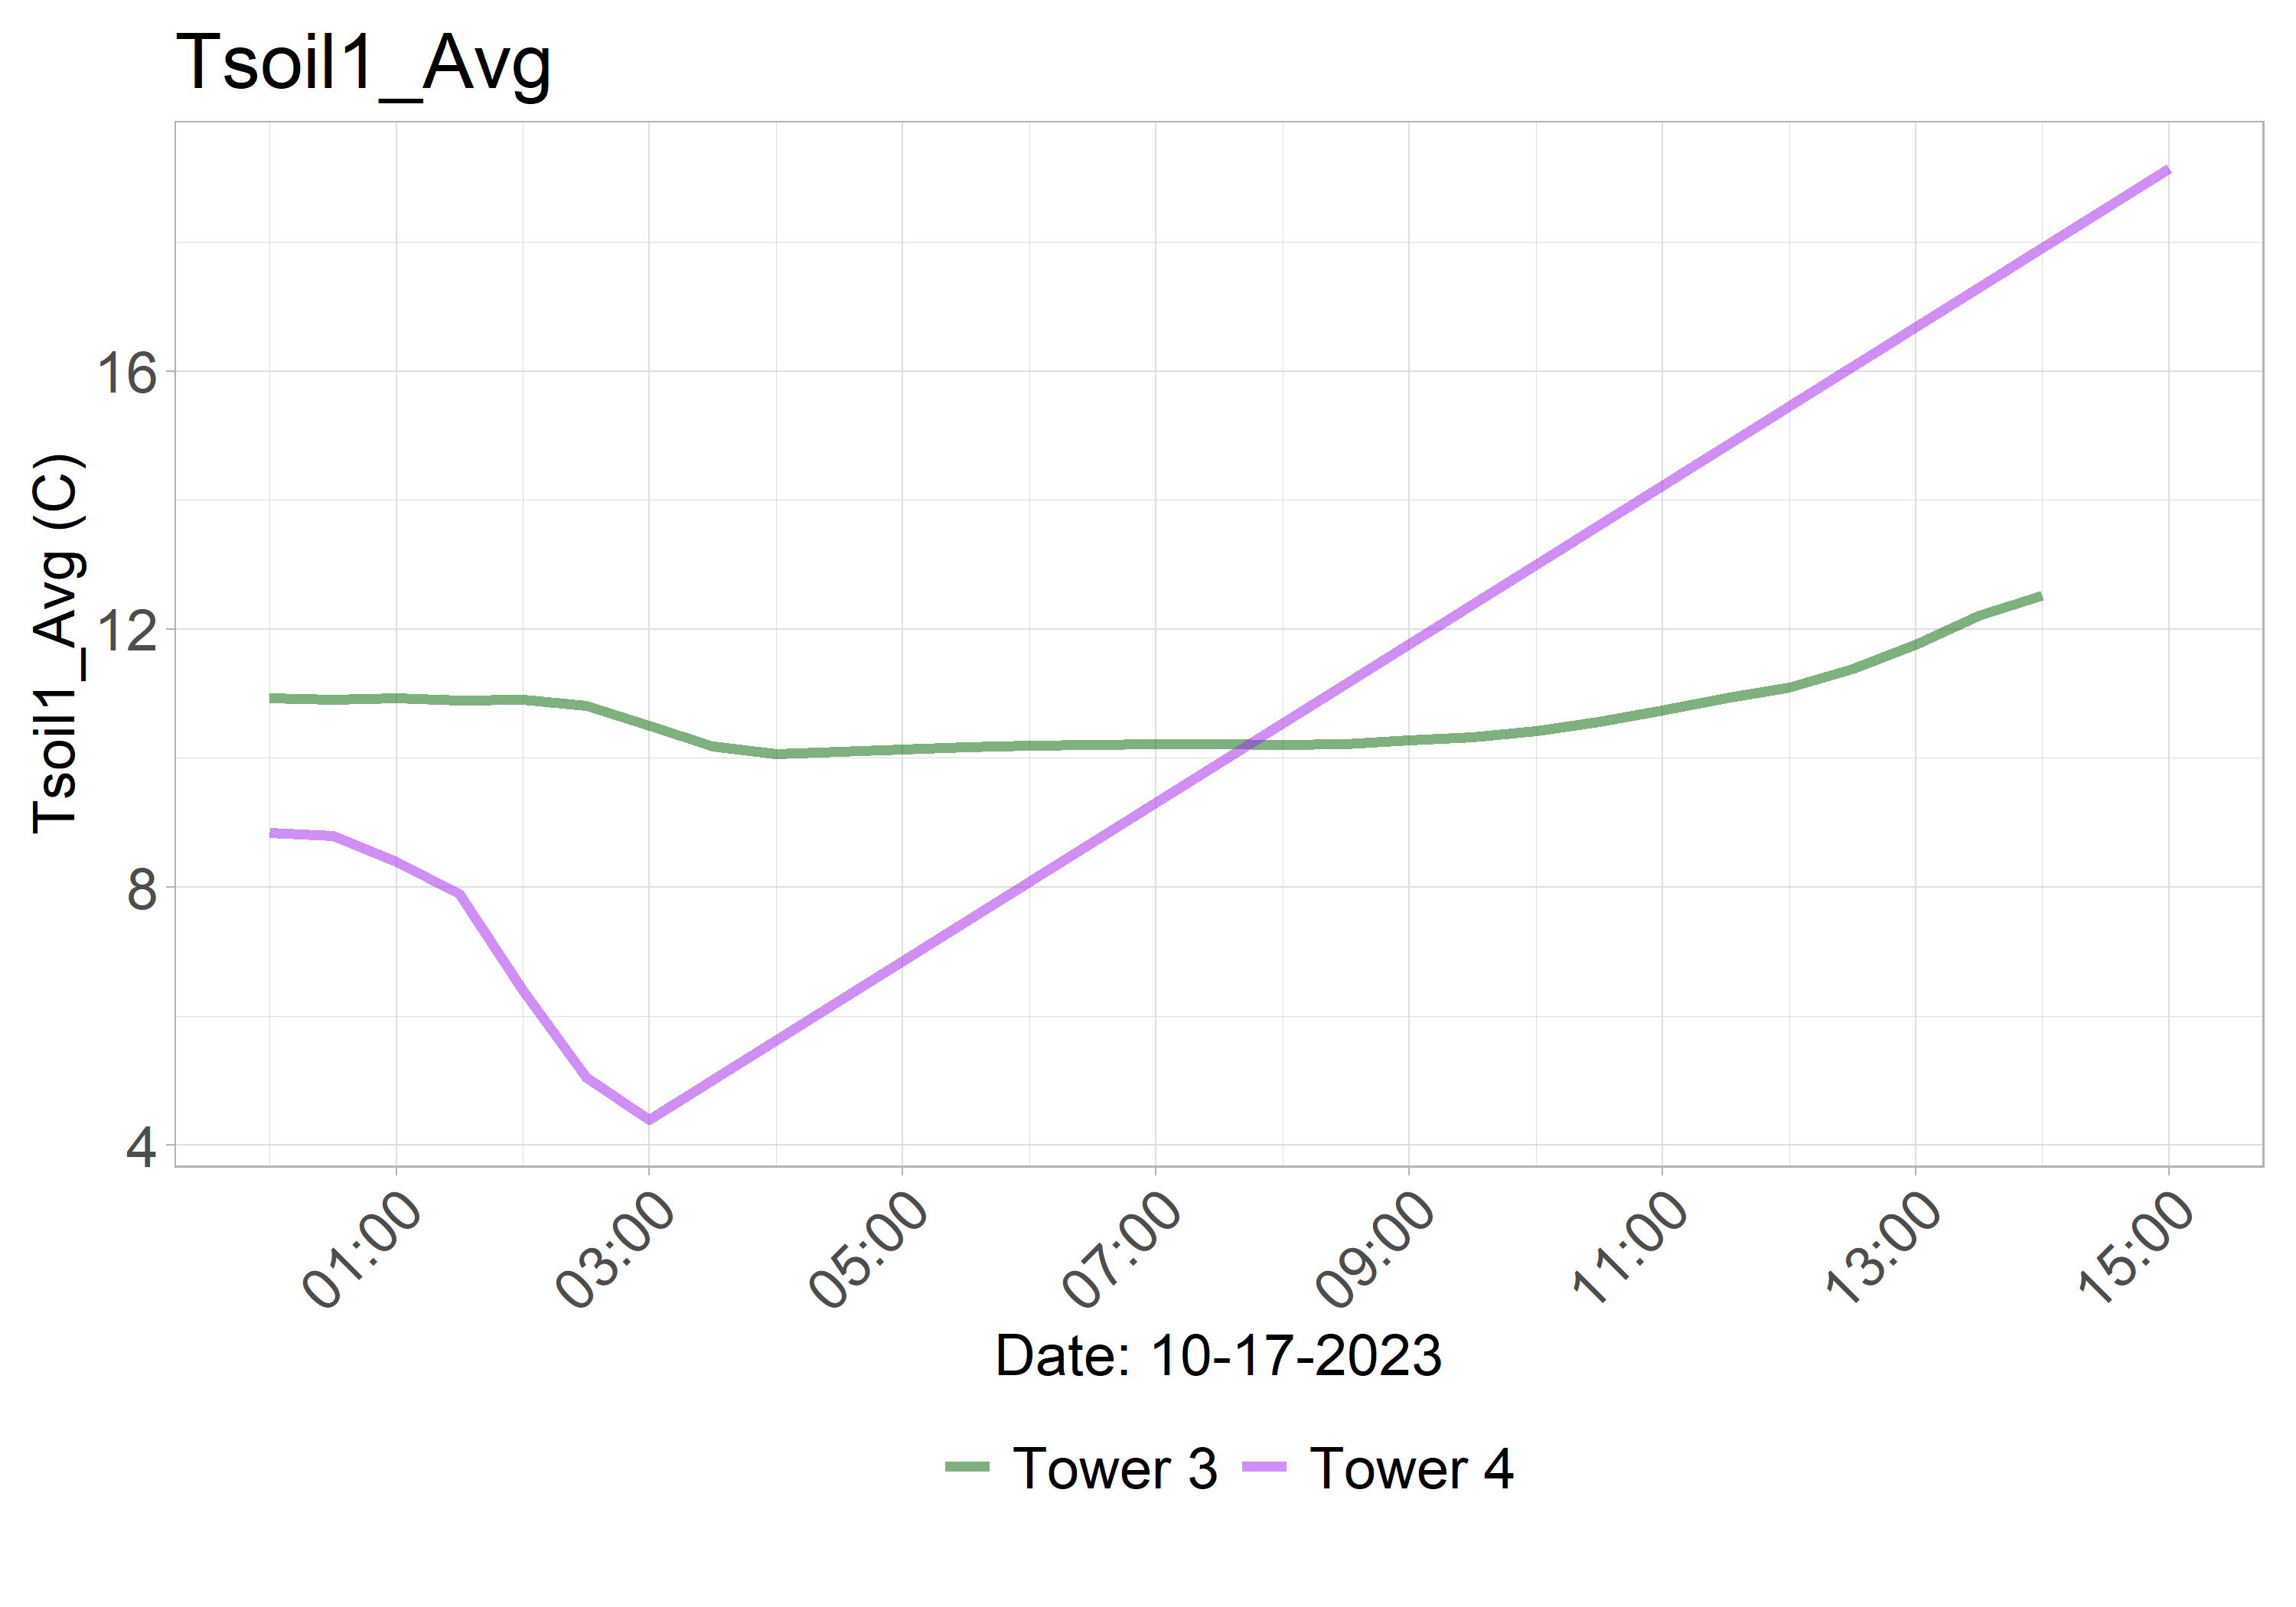 Tsoil1_Avg
Tsoil1_Avg (C)
16
12
8
4
01:00 03:00 05:00 07:00 09:00 11:00 13:00 15:00
Date: 10-17-2023
Tower 3 Tower 4